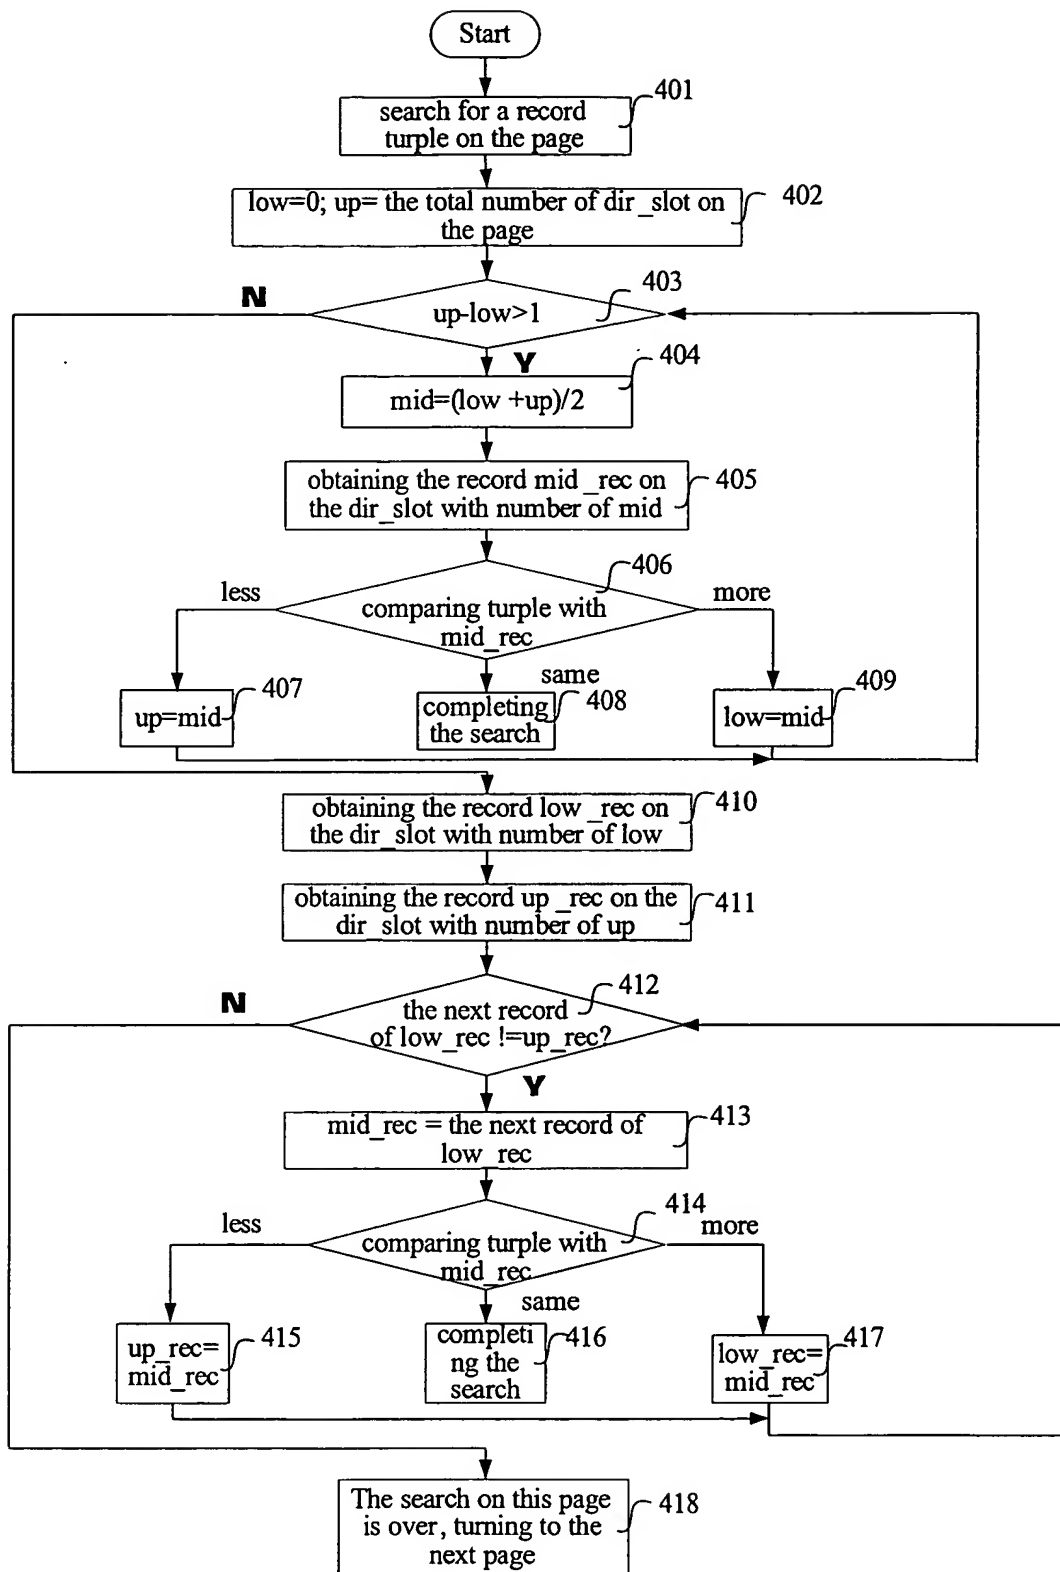 Start
401
search for a record
turple on the page
402
low=0; up= the total number of dir_slot on
the page
403
N
up-low>1
Y
404
mid=(low +up)/2
405
obtaining the record mid_rec on
the dir_slot with number of mid
406
less
more
comparing turple with
mid_rec
same
407
up=mid
408
completing
the search
409
low=mid
410
obtaining the record low_rec on
the dir_slot with number of low
411
obtaining the record up_rec on the
dir_slot with number of up
412
N
the next record
of low_rec !=up_rec?
Y
413
mid_rec = the next record of
low_rec
414
less
more
comparing turple with
mid_rec
same
415
up_rec=
mid_rec
416
completi
ng the
search
417
low_rec=
mid_rec
418
The search on this page
is over, turning to the
next page